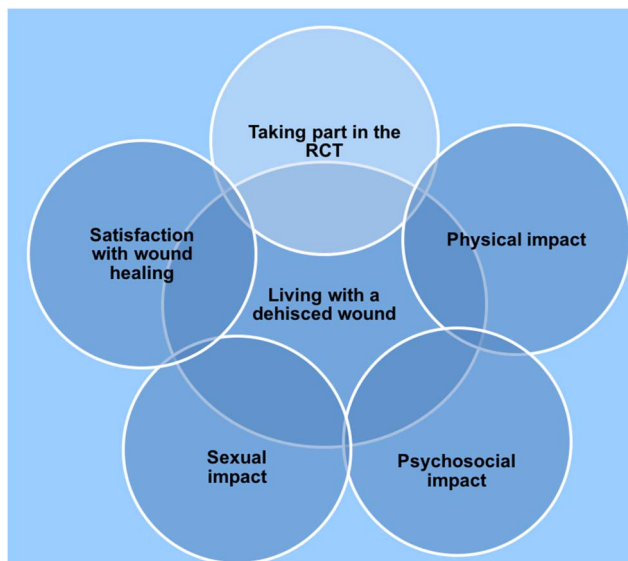 Taking part in the
RCT
Satisfaction
with wound
healing
Physical impact
Living with a
dehisced wound
Sexual
impact
Psychosocial
impact